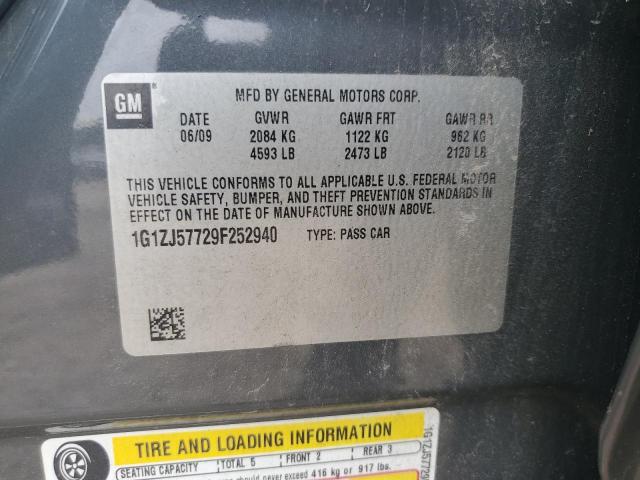 GM
MFD BY GENERAL MOTORS CORP.
DATE GVWR GAWR FRT GAWR RR
06/09 2084 KG 1122 KG 962 KG
4593 LB 2473 LB 2120 LB
THIS VEHICLE CONFORMS TO ALL APPLICABLE U.S. FEDERAL MOTOR
VEHICLE SAFETY, BUMPER, AND THEFT PREVENTION STANDARDS IN
EFFECT ON THE DATE OF MANUFACTURE SHOWN ABOVE.
1G1ZJ57729F252940 TYPE: PASS CAR
TIRE AND LOADING INFORMATION
SEATING CAPACITY TOTAL 5 FRONT 2 REAR 3
should never exceed 416 kg or 917 lbs.
1G1ZJ57729